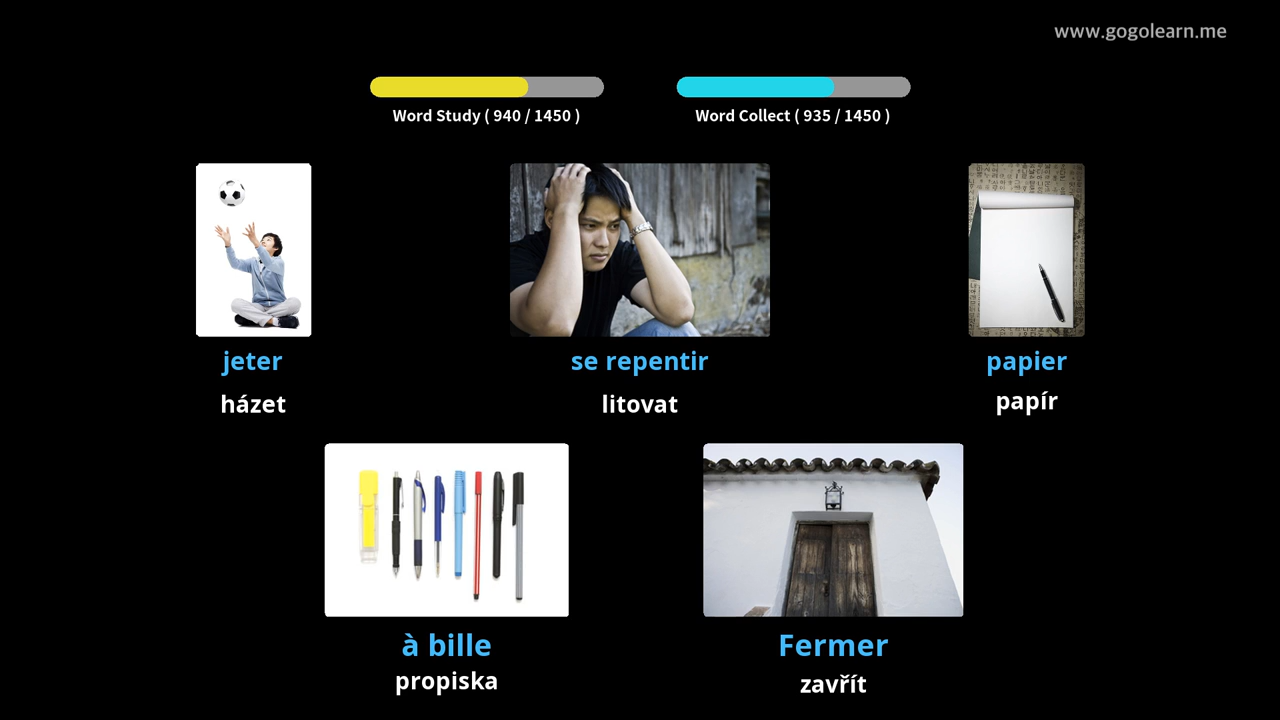 www.gogolearn.me
Word Study ( 940 / 1450 )
Word Collect ( 935 / 1450 )
jeter
házet
se repentir
litovat
papier
papír
à bille
propiska
Fermer
zavřít